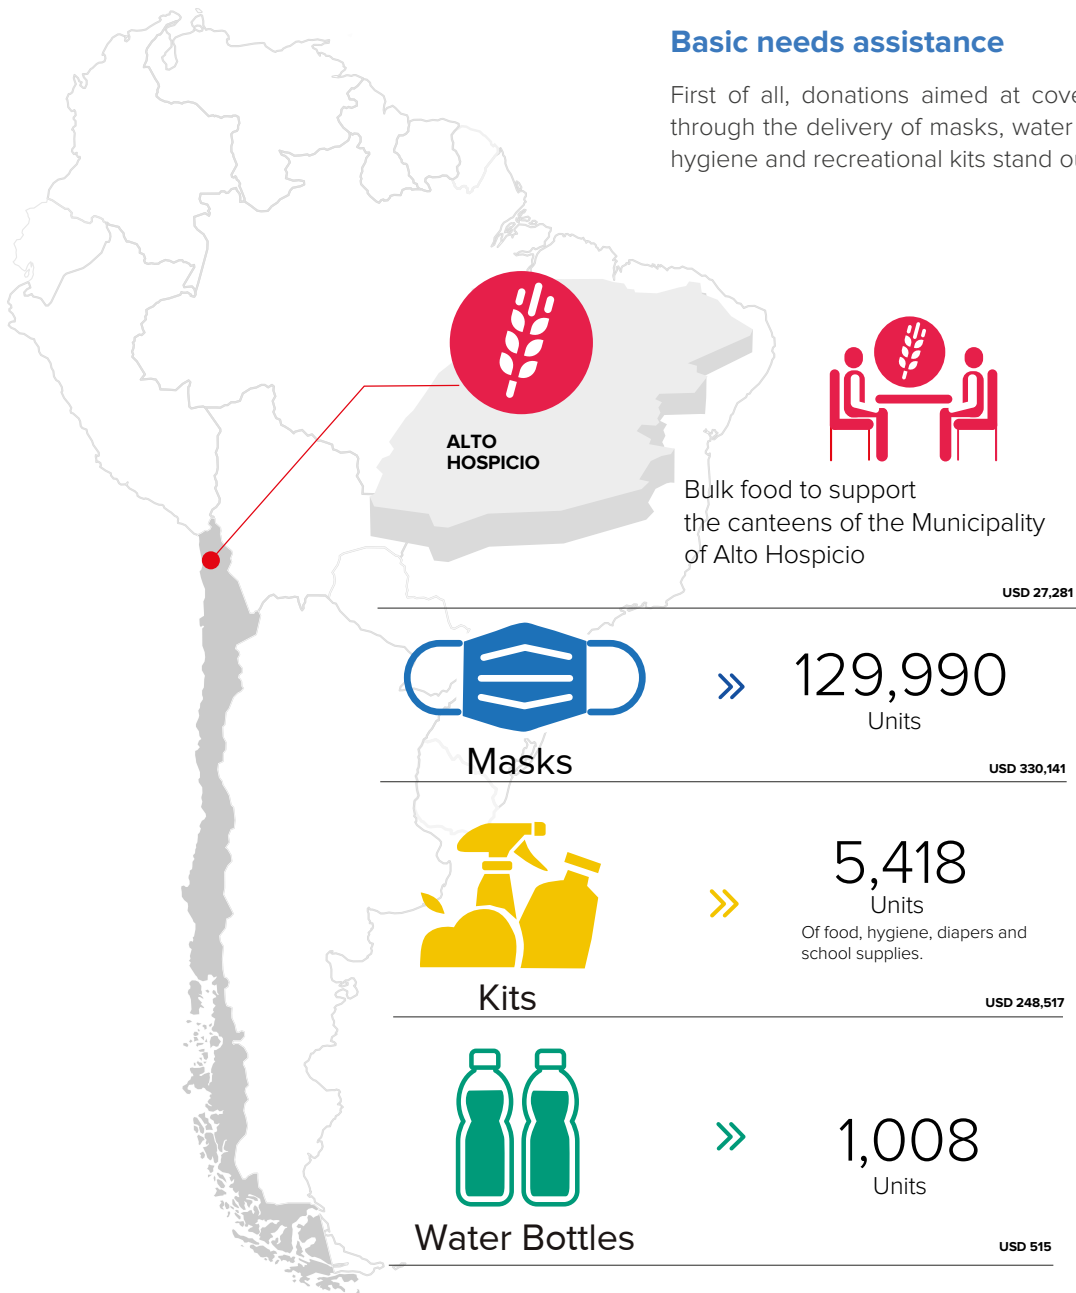 Basic needs assistance
First of all, donations aimed at cove
through the delivery of masks, water
hygiene and recreational kits stand o
ALTO
HOSPICIO
Bulk food to support
the canteens of the Municipality
of Alto Hospicio
USD 27,281
129,990
Units
Masks
USD 330,141
5,418
Units
Of food, hygiene, diapers and
school supplies.
Kits
USD 248,517
1,008
Units
Water Bottles
USD 515